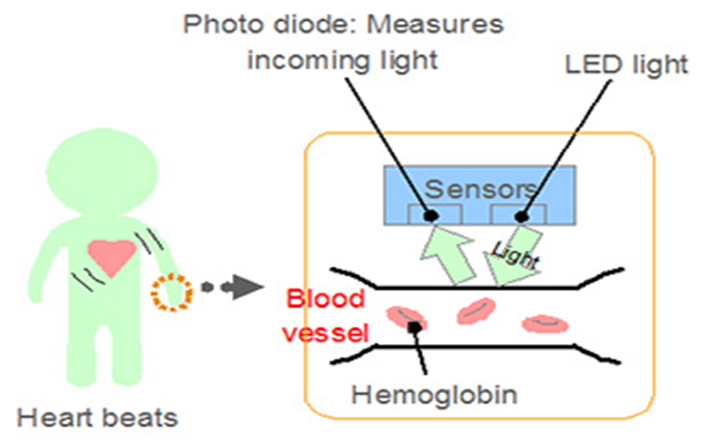 Photo diode: Measures
incoming light
LED light
Sensors
Light
Blood
vessel
Hemoglobin
Heart beats